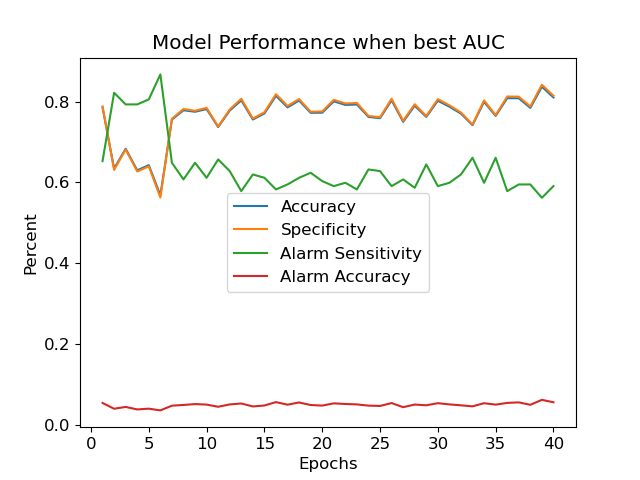 Model Performance when best AUC
Percent
0.8
0.6
0.4
0.2
0.0
Accuracy
Specificity
Alarm Sensitivity
Alarm Accuracy
0 5 10 15 20 25 30 35 40
Epochs